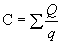 C = ∑ Q/q